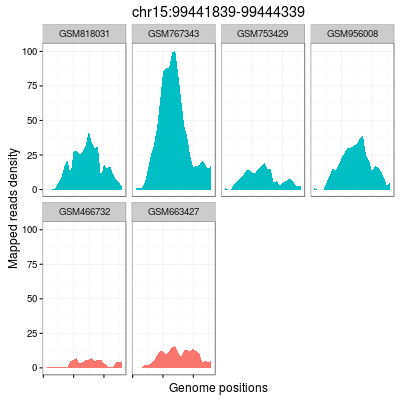 chr15:99441839-99444339
GSM818031 GSM767343 GSM753429 GSM956008
100
75
50
25
0
GSM466732 GSM663427
100
75
50
25
0
Mapped reads density
Genome positions